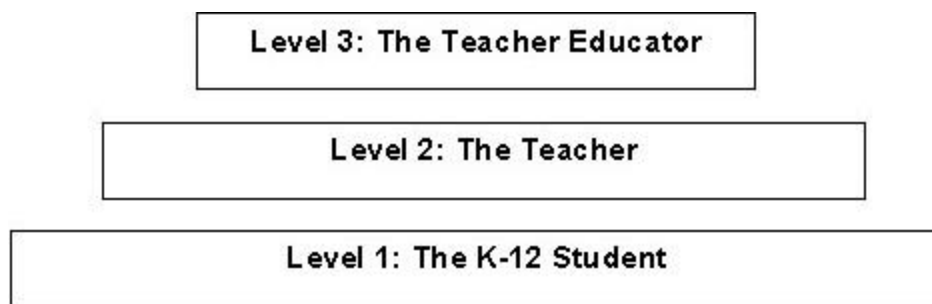 Level 3: The Teacher Educator
Level 2: The Teacher
Level 1: The K-12 Student